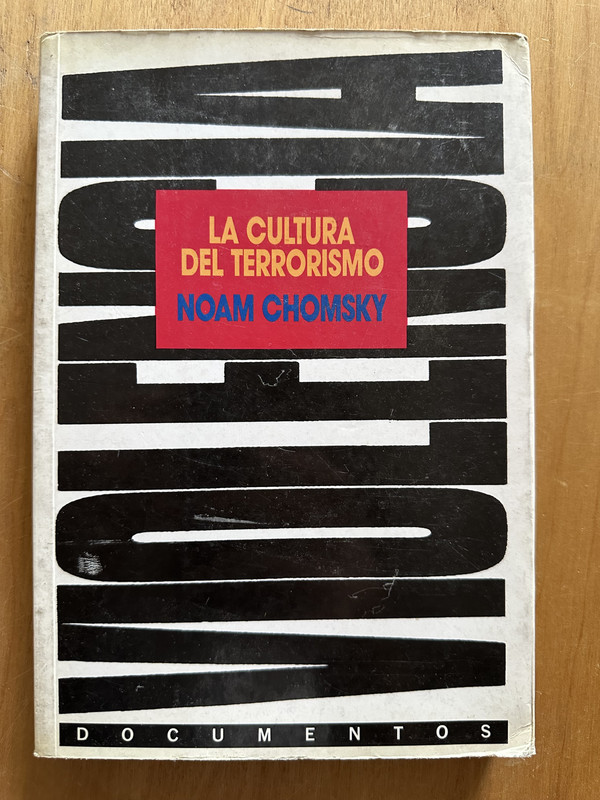 VIOLENCIA
LA CULTURA
DEL TERRORISMO
NOAM CHOMSKY
DOCUMENTOS